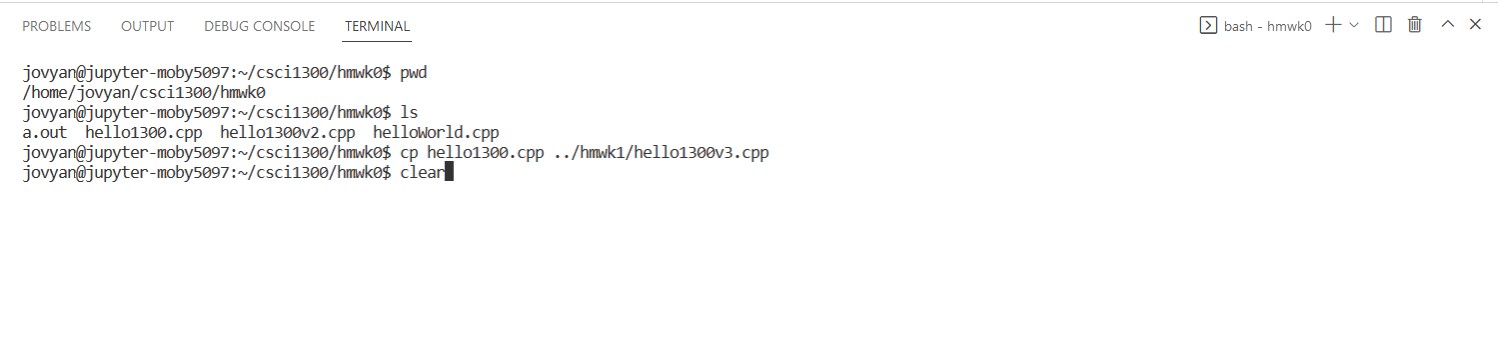 PROBLEMS OUTPUT DEBUG CONSOLE TERMINAL bash - hmwk0
jovyan@jupyter-moby5097:~/csci1300/hmwk0$ pwd
/home/jovyan/csci1300/hmwk0
jovyan@jupyter-moby5097:~/csci1300/hmwk0$ ls
a.out  hello1300.cpp  hello1300v2.cpp  helloWorld.cpp
jovyan@jupyter-moby5097:~/csci1300/hmwk0$ cp hello1300.cpp ../hmwk1/hello1300v3.cpp
jovyan@jupyter-moby5097:~/csci1300/hmwk0$ clear